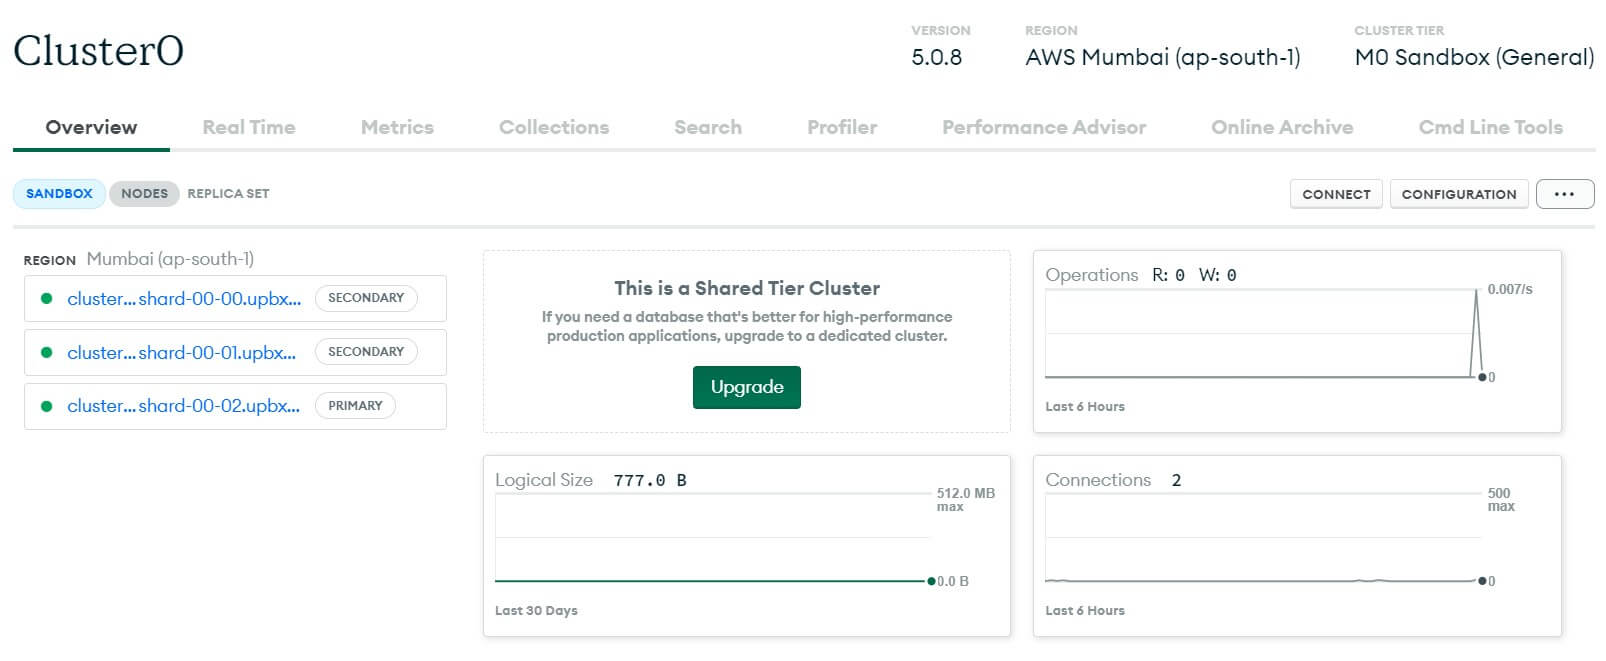 Cluster0
VERSION
5.0.8
REGION
AWS Mumbai (ap-south-1)
CLUSTER TIER
M0 Sandbox (General)
Overview Real Time Metrics Collections Search Profiler Performance Advisor Online Archive Cmd Line Tools
SANDBOX NODES REPLICA SET
CONNECT CONFIGURATION ...
REGION Mumbai (ap-south-1)
cluster...shard-00-00.upbx... SECONDARY
cluster...shard-00-01.upbx... SECONDARY
cluster...shard-00-02.upbx... PRIMARY
This is a Shared Tier Cluster
If you need a database that's better for high-performance
production applications, upgrade to a dedicated cluster.
Upgrade
Operations R: 0 W: 0
0.007/s
0
Last 6 Hours
Logical Size 777.0 B
512.0 MB
max
0.0 B
Last 30 Days
Connections 2
500
max
0
Last 6 Hours